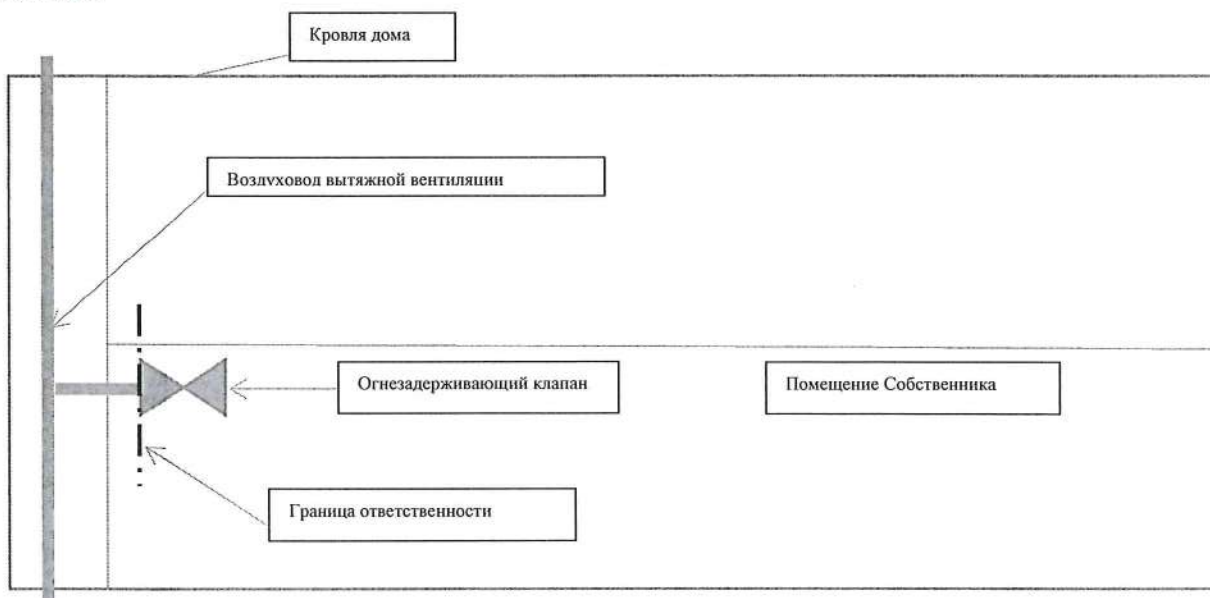 Кровля дома
Воздуховод вытяжной вентиляции
Огнезадерживающий клапан
Помещение Собственника
Граница ответственности